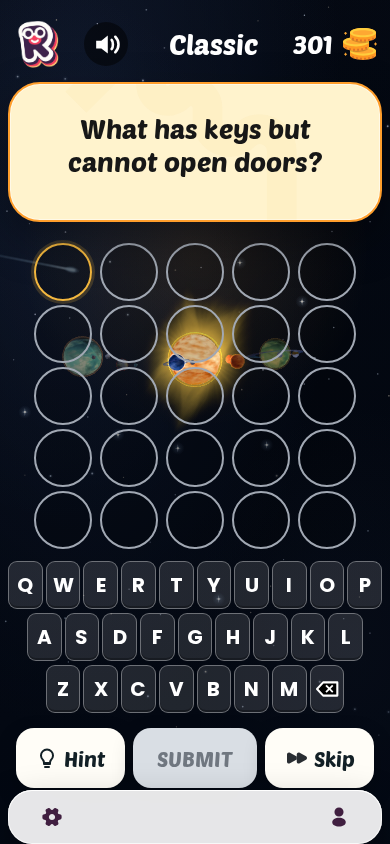 Classic
301
What has keys but
cannot open doors?
Q W E R T Y U I O P
A S D F G H J K L
Z X C V B N M
Hint
SUBMIT
Skip